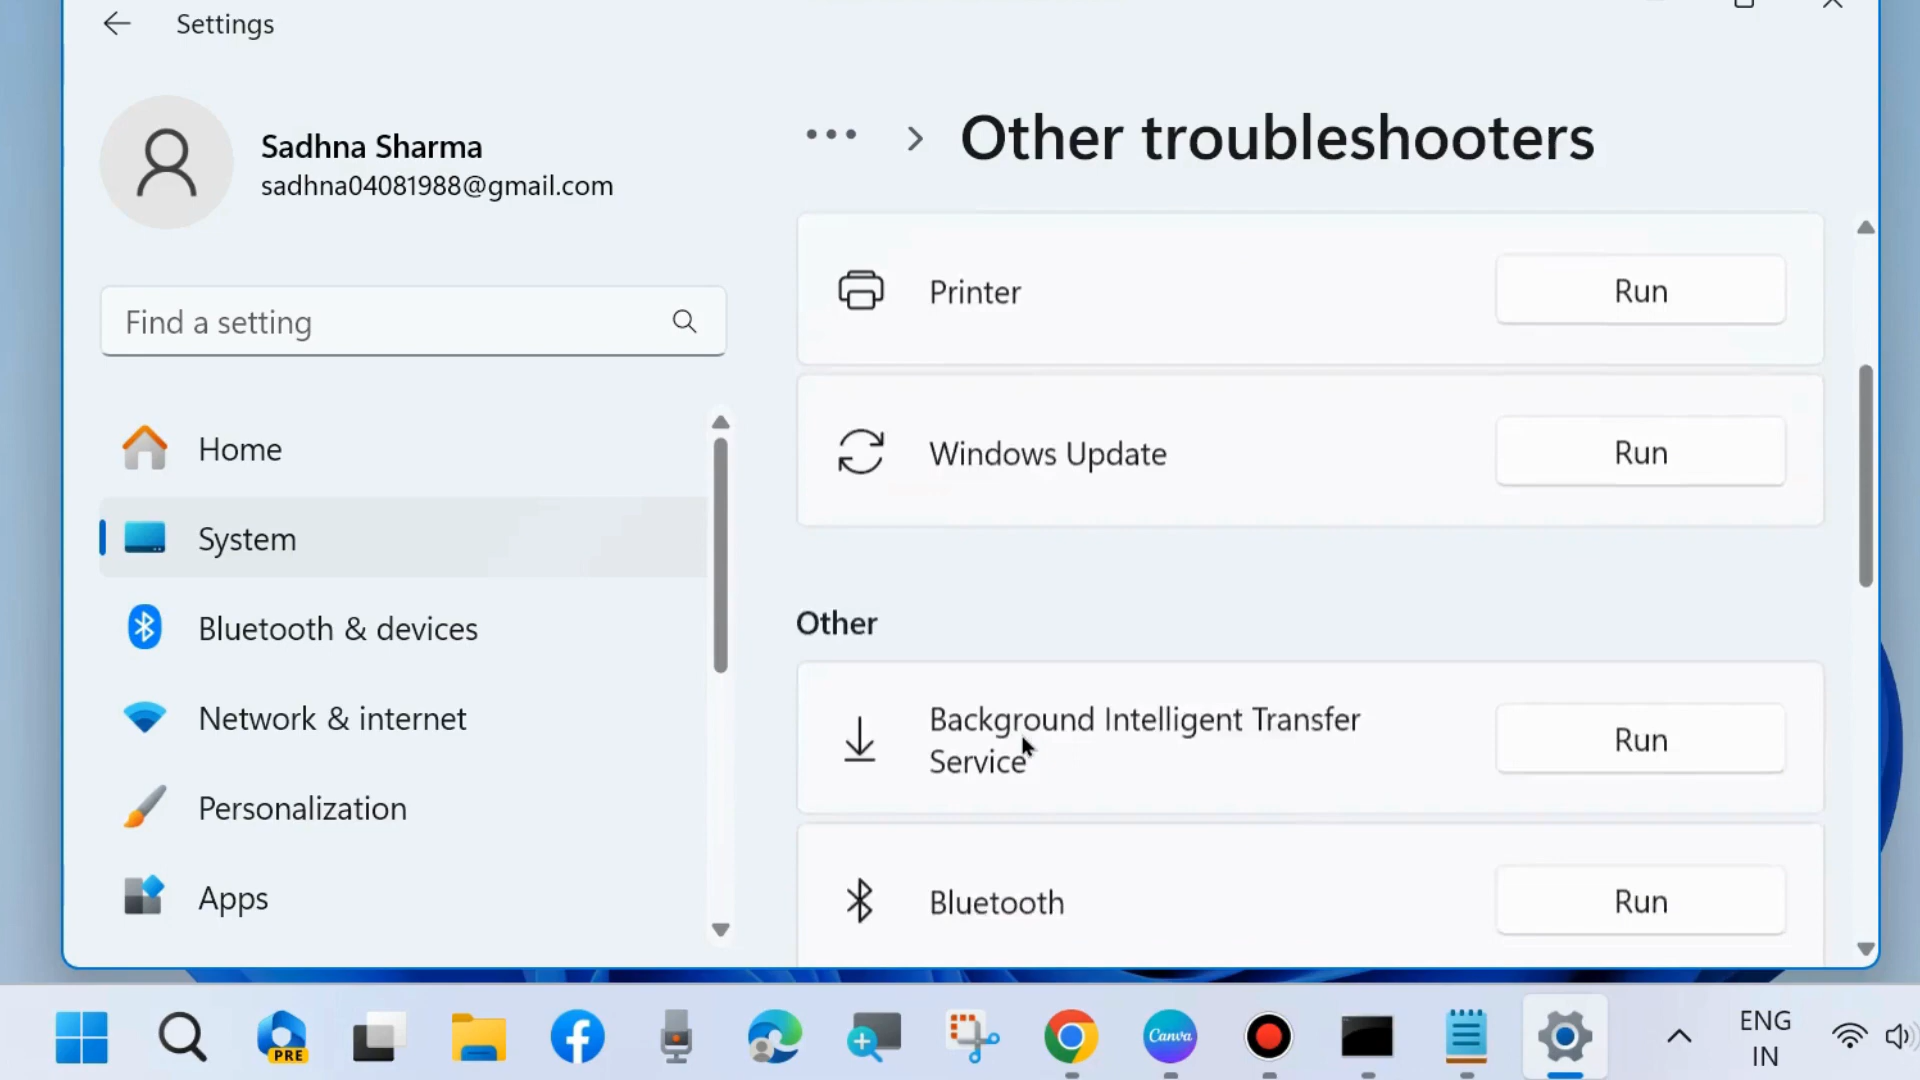 Settings
Sadhna Sharma
sadhna04081988@gmail.com
Find a setting
Home
System
Bluetooth & devices
Network & internet
Personalization
Apps
Other troubleshooters
Printer
Run
Windows Update
Run
Other
Background Intelligent Transfer
Service
Run
Bluetooth
Run
PRE
Canva
ENG
IN